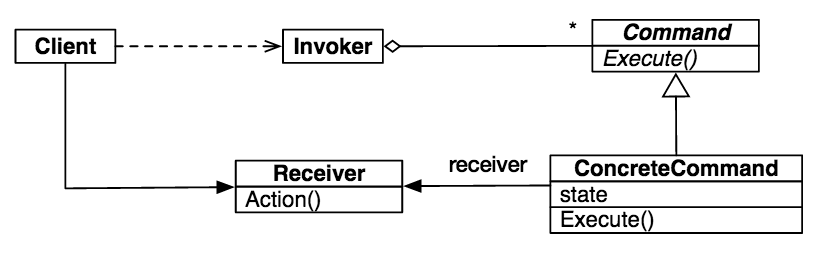 Client
Invoker
*
Command
Execute()
Receiver
Action()
receiver
ConcreteCommand
state
Execute()